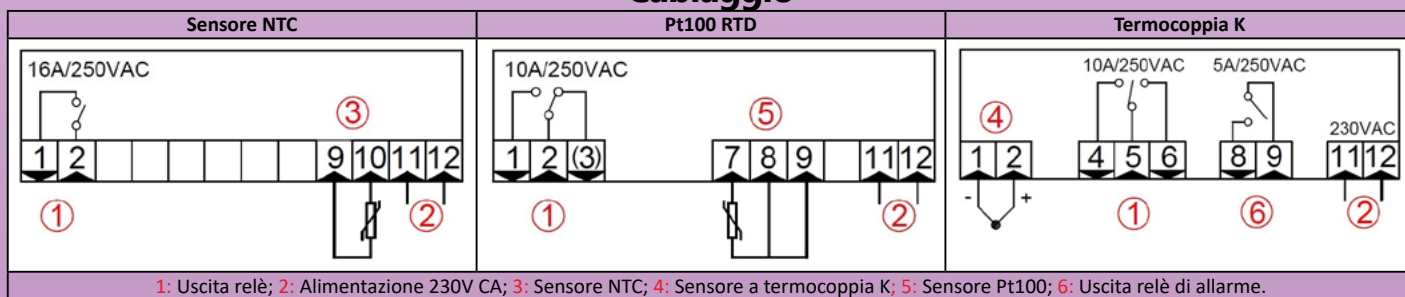 Cablaggio
Sensore NTC
Pt100 RTD
Termocoppia K
16A/250VAC
3
1 2 9 10 11 12
1
2
10A/250VAC
5
1 2 (3) 7 8 9 11 12
1
2
10A/250VAC 5A/250VAC
4
230VAC
1 2 4 5 6 8 9 11 12
- +
1
6
2
1: Uscita relè; 2: Alimentazione 230V CA; 3: Sensore NTC; 4: Sensore a termocoppia K; 5: Sensore Pt100; 6: Uscita relè di allarme.